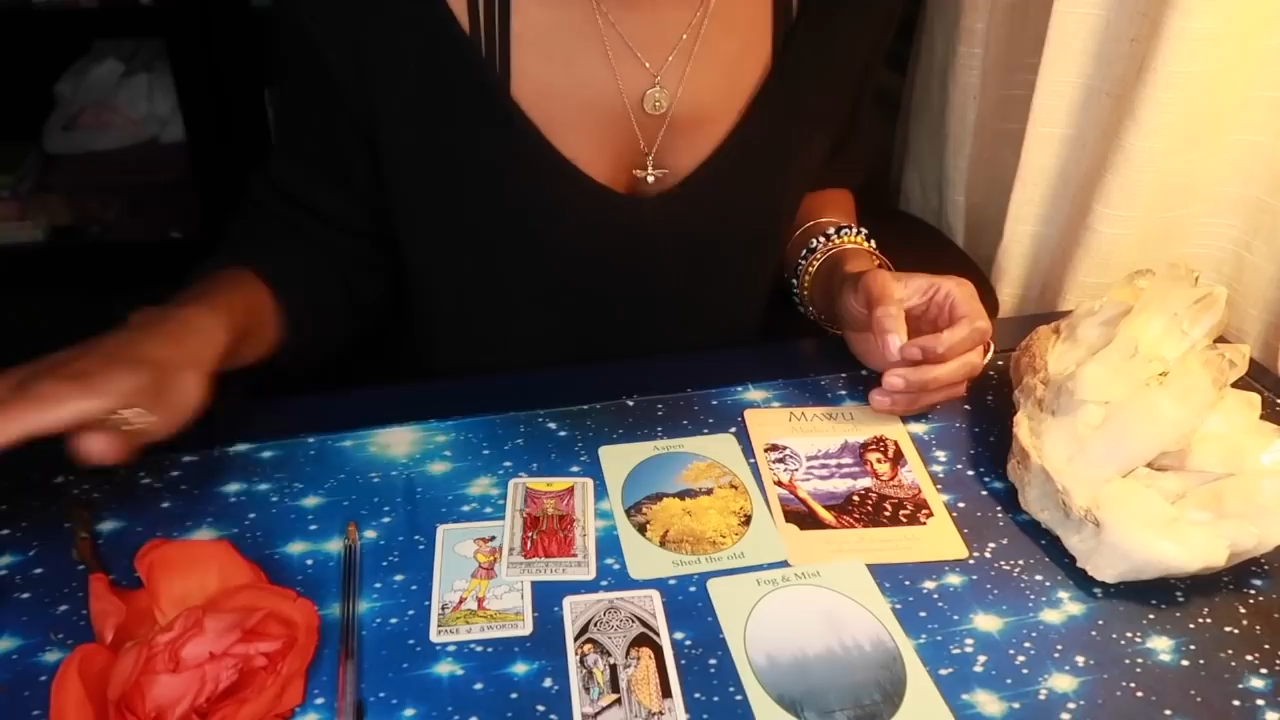 MAWU
Mother Earth
Aspen
Shed the old
JUSTICE
PAGE of SWORDS
Fog & Mist